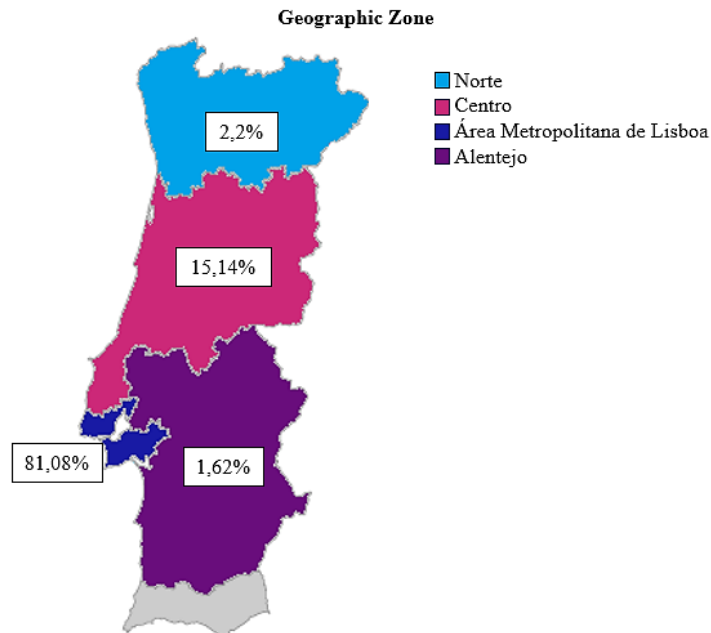 Geographic Zone
Norte
Centro
Área Metropolitana de Lisboa
Alentejo
2,2%
15,14%
81,08%
1,62%